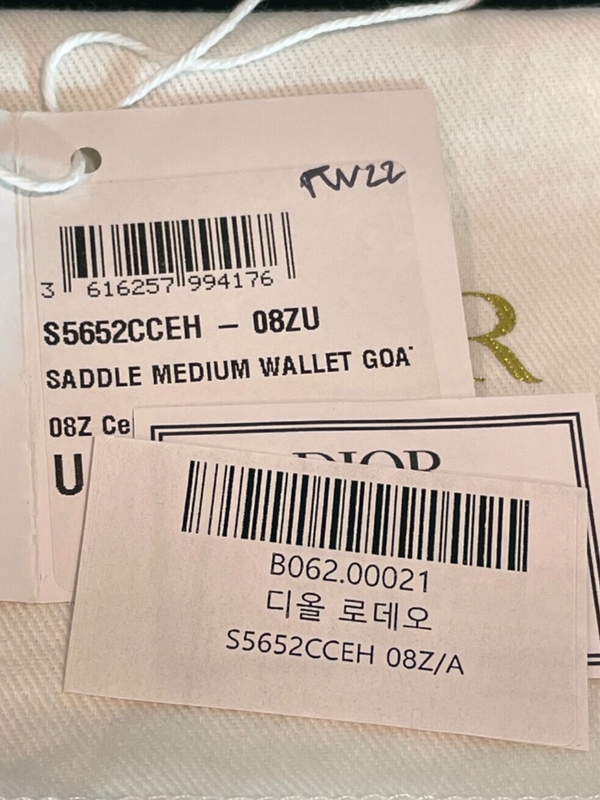 FW22
3 616257 994176
S5652CCEH – 08ZU
SADDLE MEDIUM WALLET GOA
08Z Ce
U
R
DIOR
B062.00021
디올 로데오
S5652CCEH 08Z/A